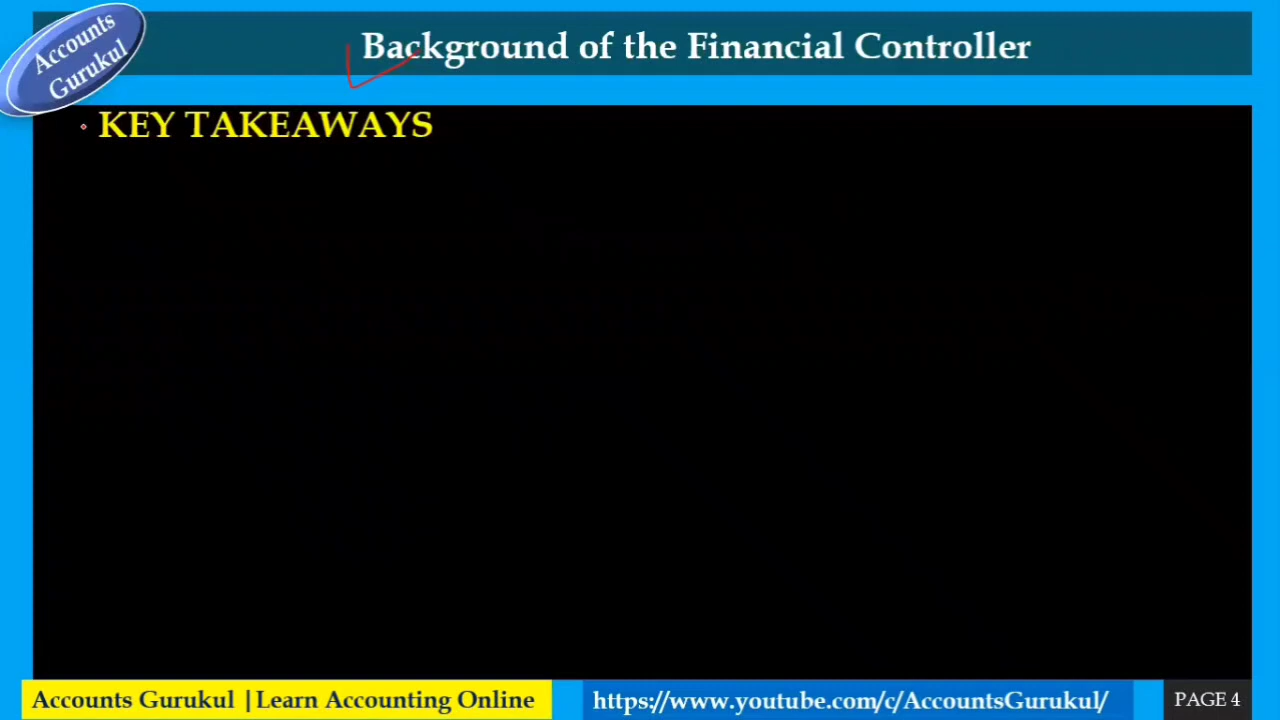 Accounts
Gurukul
Background of the Financial Controller
KEY TAKEAWAYS
Accounts Gurukul |Learn Accounting Online
https://www.youtube.com/c/AccountsGurukul/
PAGE 4